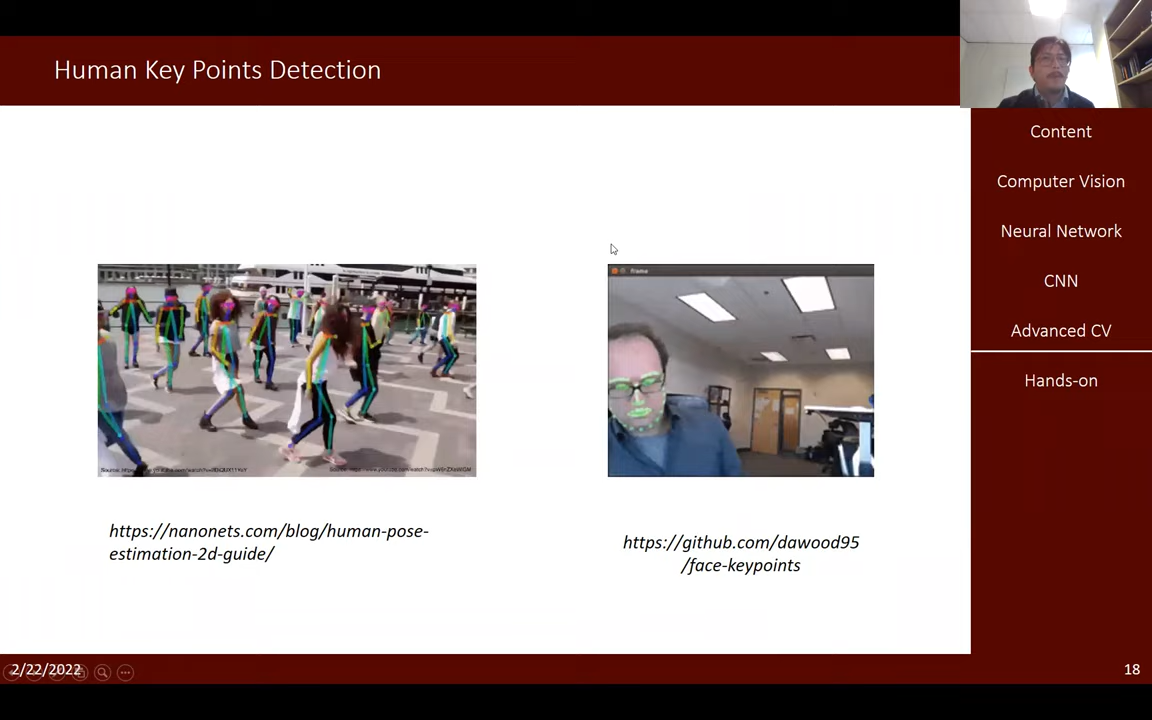 Human Key Points Detection
Content
Computer Vision
Neural Network
CNN
Advanced CV
Hands-on
frame
https://nanonets.com/blog/human-pose-
estimation-2d-guide/
https://github.com/dawood95
/face-keypoints
2/22/2022
18